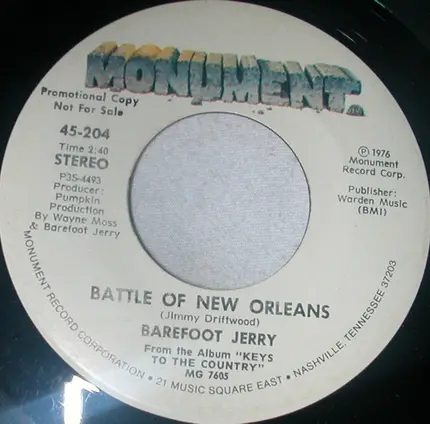 MONUMENT
Promotional Copy
Not For Sale
45-204
Time 2:40
STEREO
P3S-4493
Producer:
Pumpkin
Production
By Wayne Moss
& Barefoot Jerry
℗ 1976
Monument
Record Corp.
Publisher:
Warden Music
(BMI)
BATTLE OF NEW ORLEANS
(Jimmy Driftwood)
BAREFOOT JERRY
From the Album "KEYS
TO THE COUNTRY"
MG 7605
MONUMENT RECORD CORPORATION • 21 MUSIC SQUARE EAST • NASHVILLE, TENNESSEE 37203